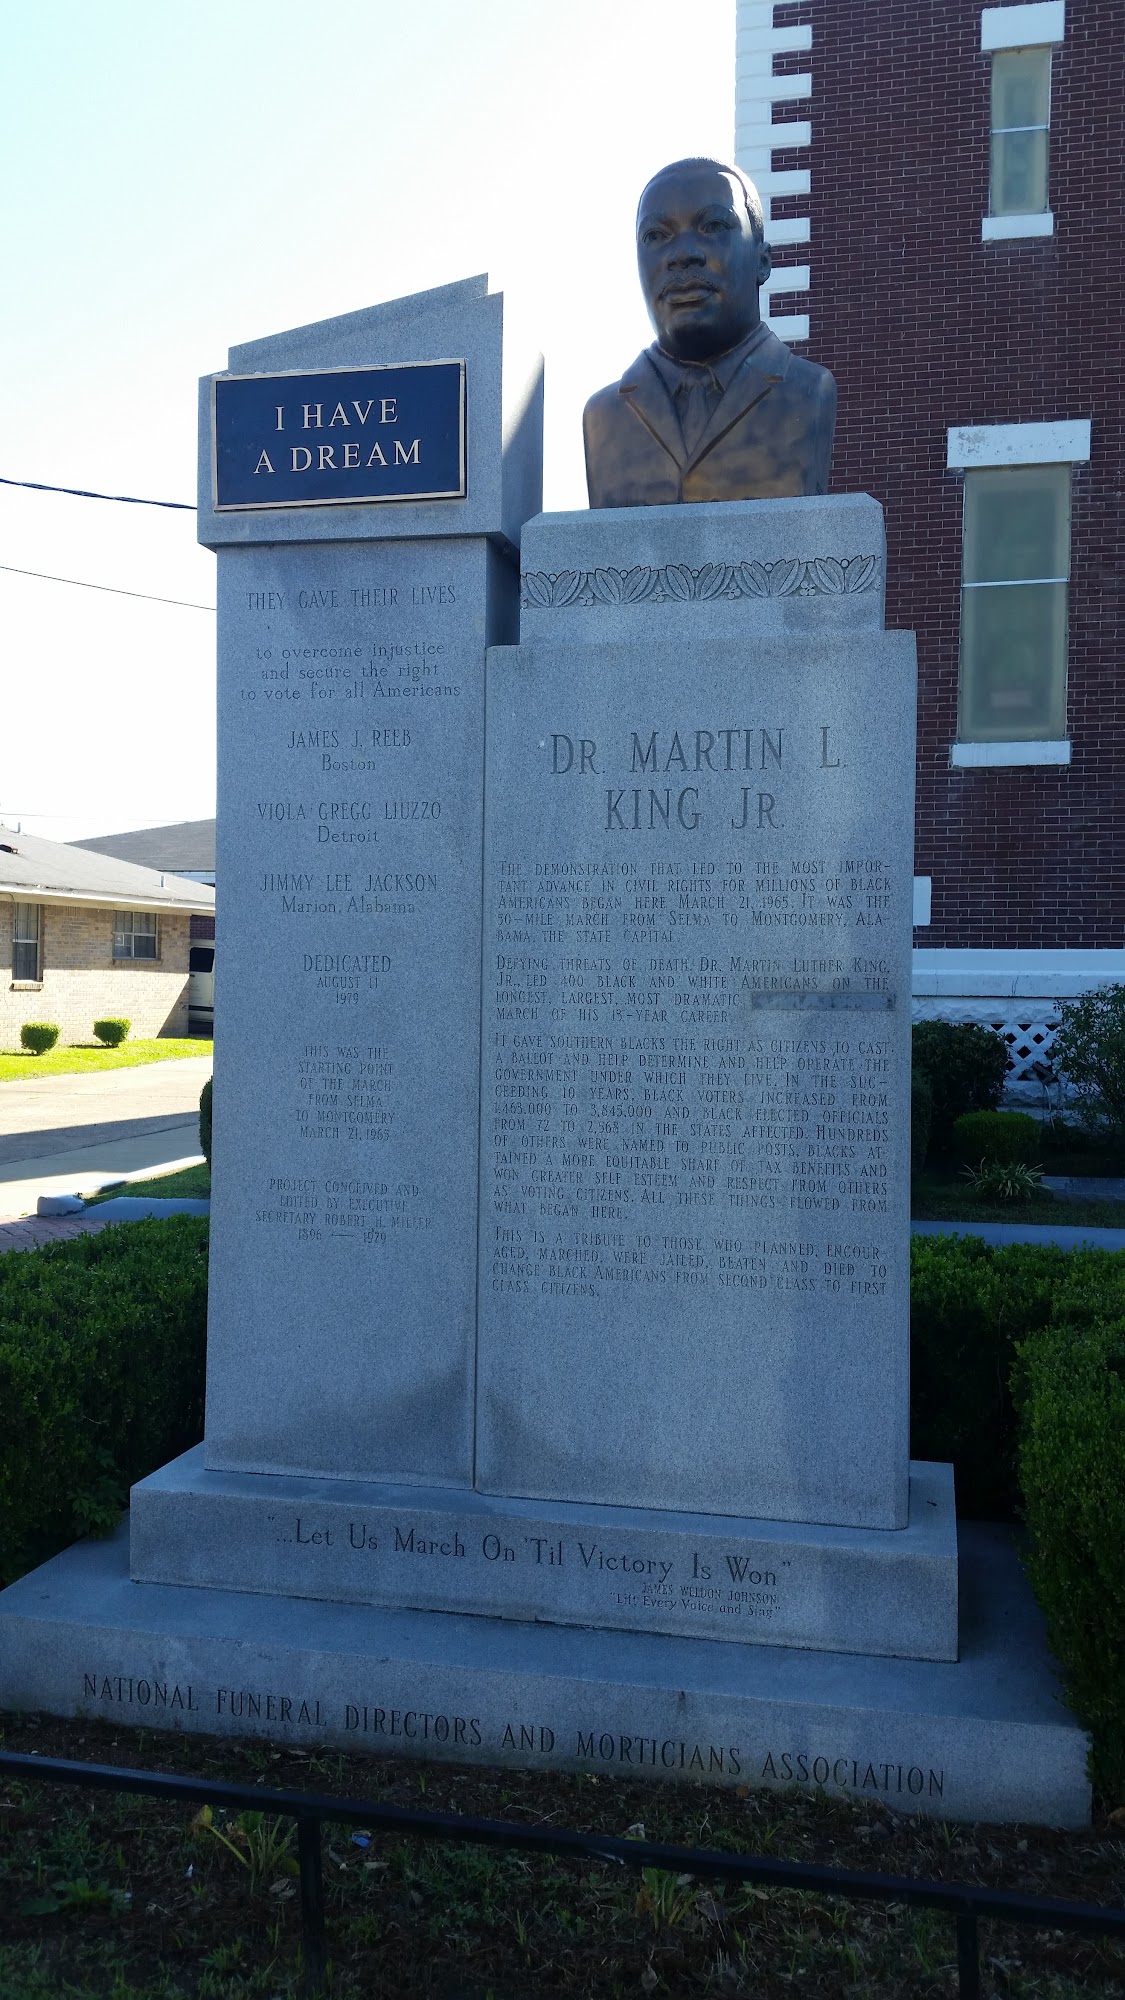 I HAVE
A DREAM
THEY GAVE THEIR LIVES
to overcome injustice
and secure the right
to vote for all Americans
JAMES J. REEB
Boston
VIOLA GREGG LIUZZO
Detroit
JIMMY LEE JACKSON
Marion, Alabama
DEDICATED
AUGUST 11
1979
THIS WAS THE
STARTING POINT
OF THE MARCH
FROM SELMA
TO MONTGOMERY
MARCH 21, 1965
PROJECT CONCEIVED AND
EDITED BY EXECUTIVE
SECRETARY ROBERT H. MILLER
1896 — 1979
DR. MARTIN L.
KING JR.
THE DEMONSTRATION THAT LED TO THE MOST IMPOR-
TANT ADVANCE IN CIVIL RIGHTS FOR MILLIONS OF BLACK
AMERICANS BEGAN HERE MARCH 21, 1965. IT WAS THE
50-MILE MARCH FROM SELMA TO MONTGOMERY, ALA
BAMA, THE STATE CAPITAL.
DEFYING THREATS OF DEATH, DR. MARTIN LUTHER KING,
JR., LED 400 BLACK AND WHITE AMERICANS ON THE
LONGEST, LARGEST, MOST DRAMATIC
MARCH OF HIS 13-YEAR CAREER.
IT GAVE SOUTHERN BLACKS THE RIGHT AS CITIZENS TO CAST
A BALLOT AND HELP DETERMINE AND HELP OPERATE THE
GOVERNMENT UNDER WHICH THEY LIVE. IN THE SUC-
CEEDING 10 YEARS, BLACK VOTERS INCREASED FROM
1,463,000 TO 3,845,000 AND BLACK ELECTED OFFICIALS
FROM 72 TO 2,568 IN THE STATES AFFECTED. HUNDREDS
OF OTHERS WERE NAMED TO PUBLIC POSTS. BLACKS AT-
TAINED A MORE EQUITABLE SHARE OF TAX BENEFITS AND
WON GREATER SELF ESTEEM AND RESPECT FROM OTHERS
AS VOTING CITIZENS. ALL THESE THINGS FLOWED FROM
WHAT BEGAN HERE.
THIS IS A TRIBUTE TO THOSE WHO PLANNED, ENCOUR-
AGED, MARCHED, WERE JAILED, BEATEN AND DIED TO
CHANGE BLACK AMERICANS FROM SECOND CLASS TO FIRST
CLASS CITIZENS.
"...Let Us March On 'Til Victory Is Won"
JAMES WELDON JOHNSON
"Lift Every Voice and Sing"
NATIONAL FUNERAL DIRECTORS AND MORTICIANS ASSOCIATION